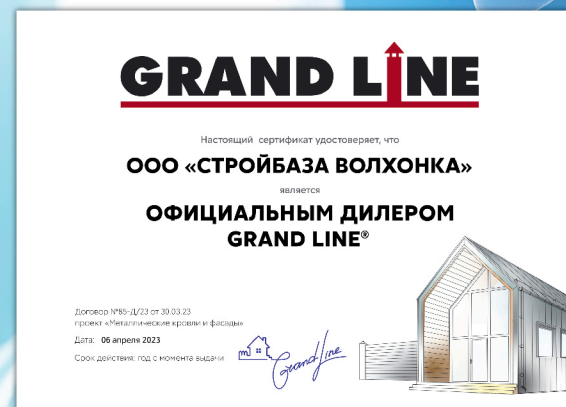 GRAND LINE
Настоящий сертификат удостоверяет, что
ООО «СТРОЙБАЗА ВОЛХОНКА»
является
ОФИЦИАЛЬНЫМ ДИЛЕРОМ
GRAND LINE®
Договор №85-Д/23 от 30.03.23
проект «Металлические кровли и фасады»
Дата: 06 апреля 2023
Срок действия: год с момента выдачи
Grand Line